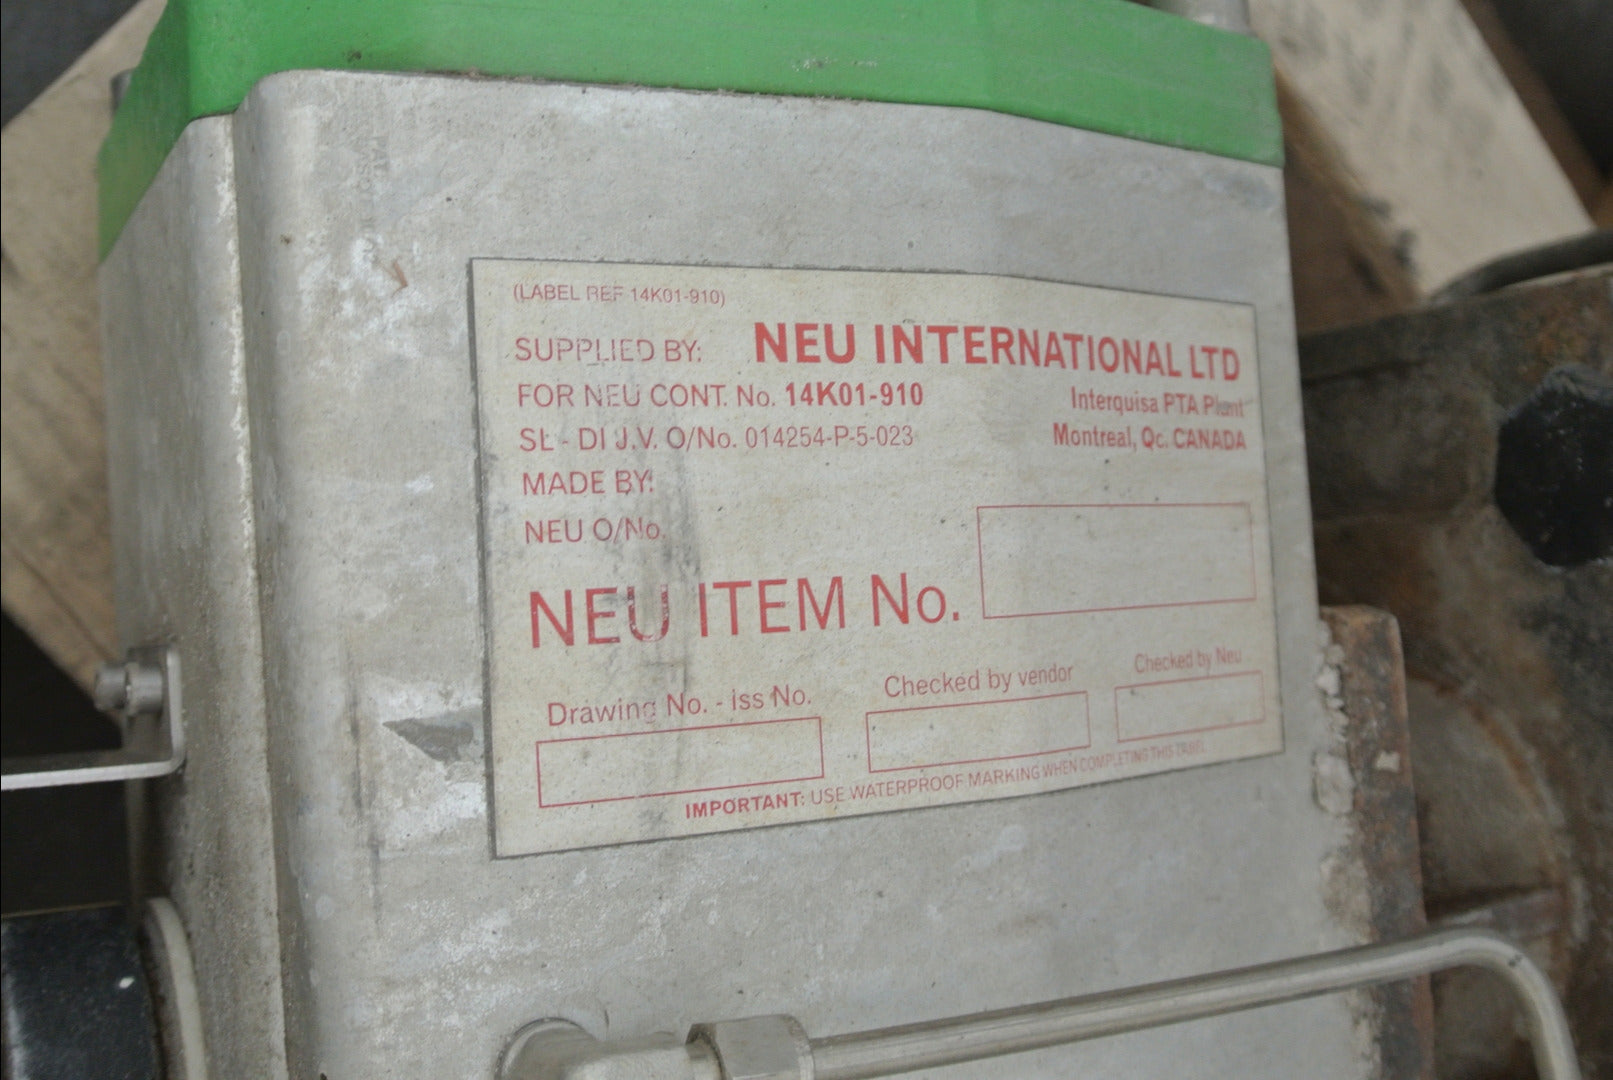 (LABEL REF 14K01-910)
SUPPLIED BY: NEU INTERNATIONAL LTD
FOR NEU CONT. No. 14K01-910 Interquisa PTA Plant
SL - DI J.V. O/No. 014254-P-5-023 Montreal, Qc. CANADA
MADE BY:
NEU O/No.
NEU ITEM No.
Drawing No. - iss No. Checked by vendor Checked by Neu
IMPORTANT: USE WATERPROOF MARKING WHEN COMPLETING THIS LABEL